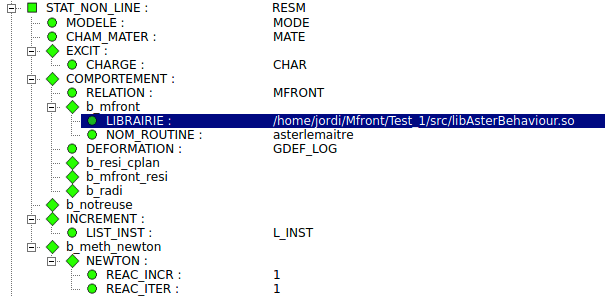 STAT_NON_LINE : RESM
MODELE : MODE
CHAM_MATER : MATE
EXCIT :
CHARGE : CHAR
COMPORTEMENT :
RELATION : MFRONT
b_mfront
LIBRAIRIE : /home/jordi/Mfront/Test_1/src/libAsterBehaviour.so
NOM_ROUTINE : asterlemaitre
DEFORMATION : GDEF_LOG
b_resi_cplan
b_mfront_resi
b_radi
b_notreuse
INCREMENT :
LIST_INST : L_INST
b_meth_newton
NEWTON :
REAC_INCR : 1
REAC_ITER : 1